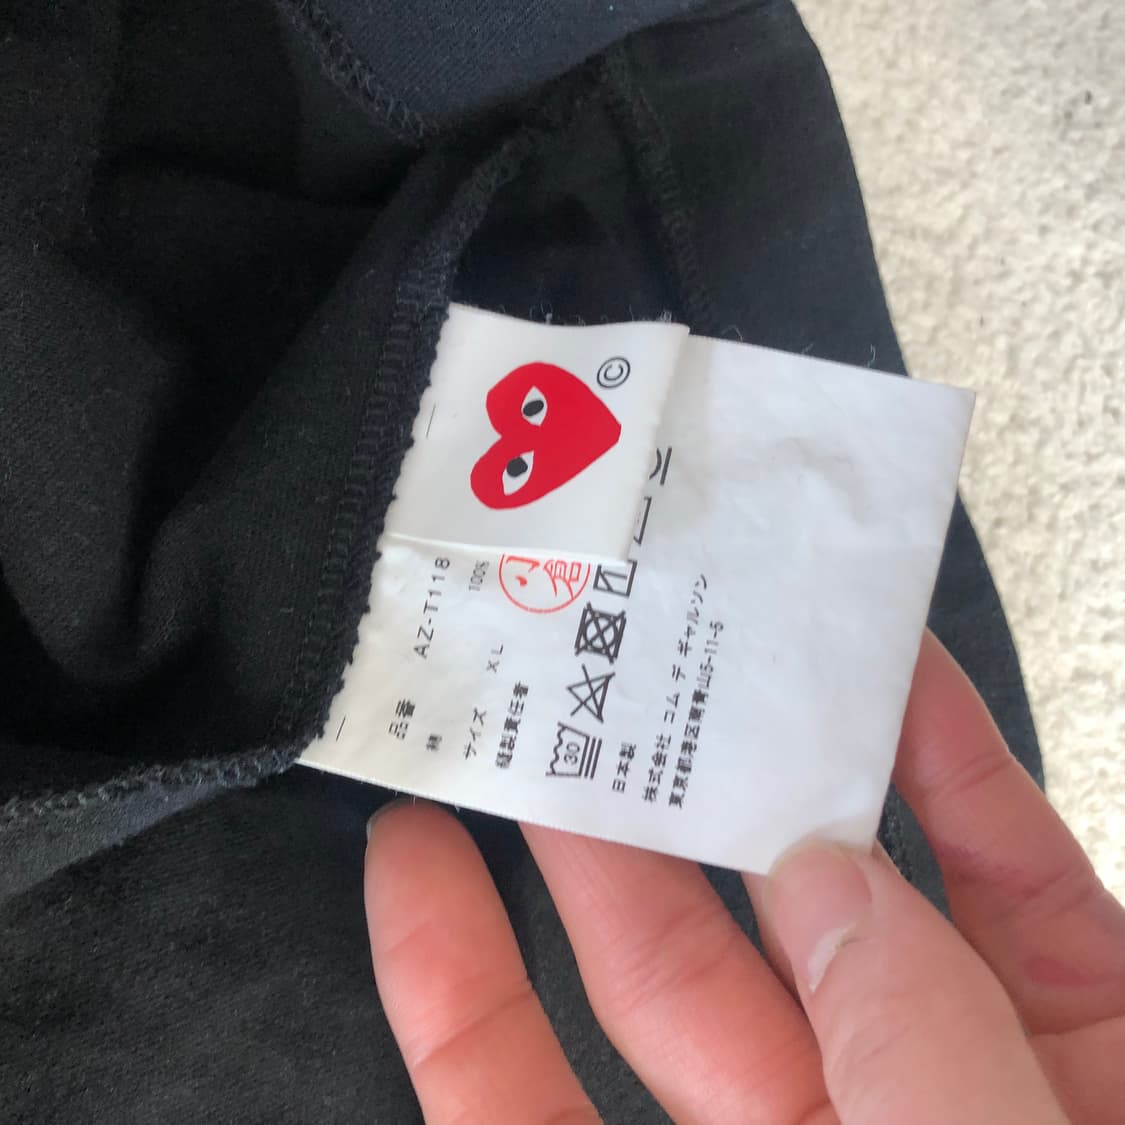 ©
品番 AZ-T118
綿 100%
サイズ XL
縫製責任者 小倉
30
日本製
株式会社 コム デ ギャルソン
東京都港区南青山5-11-5